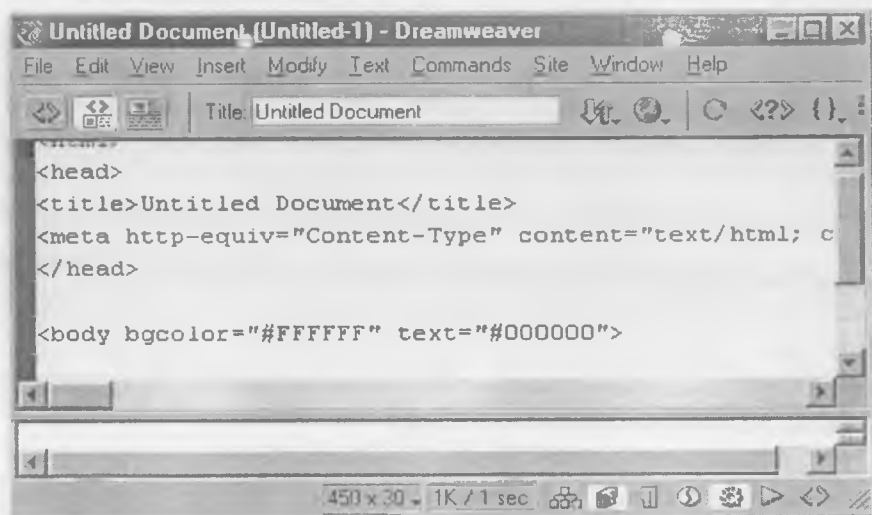 Untitled Document (Untitled-1) - Dreamweaver
File Edit View Insert Modify Text Commands Site Window Help
Title: Untitled Document
<html>
<head>
<title>Untitled Document</title>
<meta http-equiv="Content-Type" content="text/html; c
</head>
<body bgcolor="#FFFFFF" text="#000000">
450 x 30 1K / 1 sec